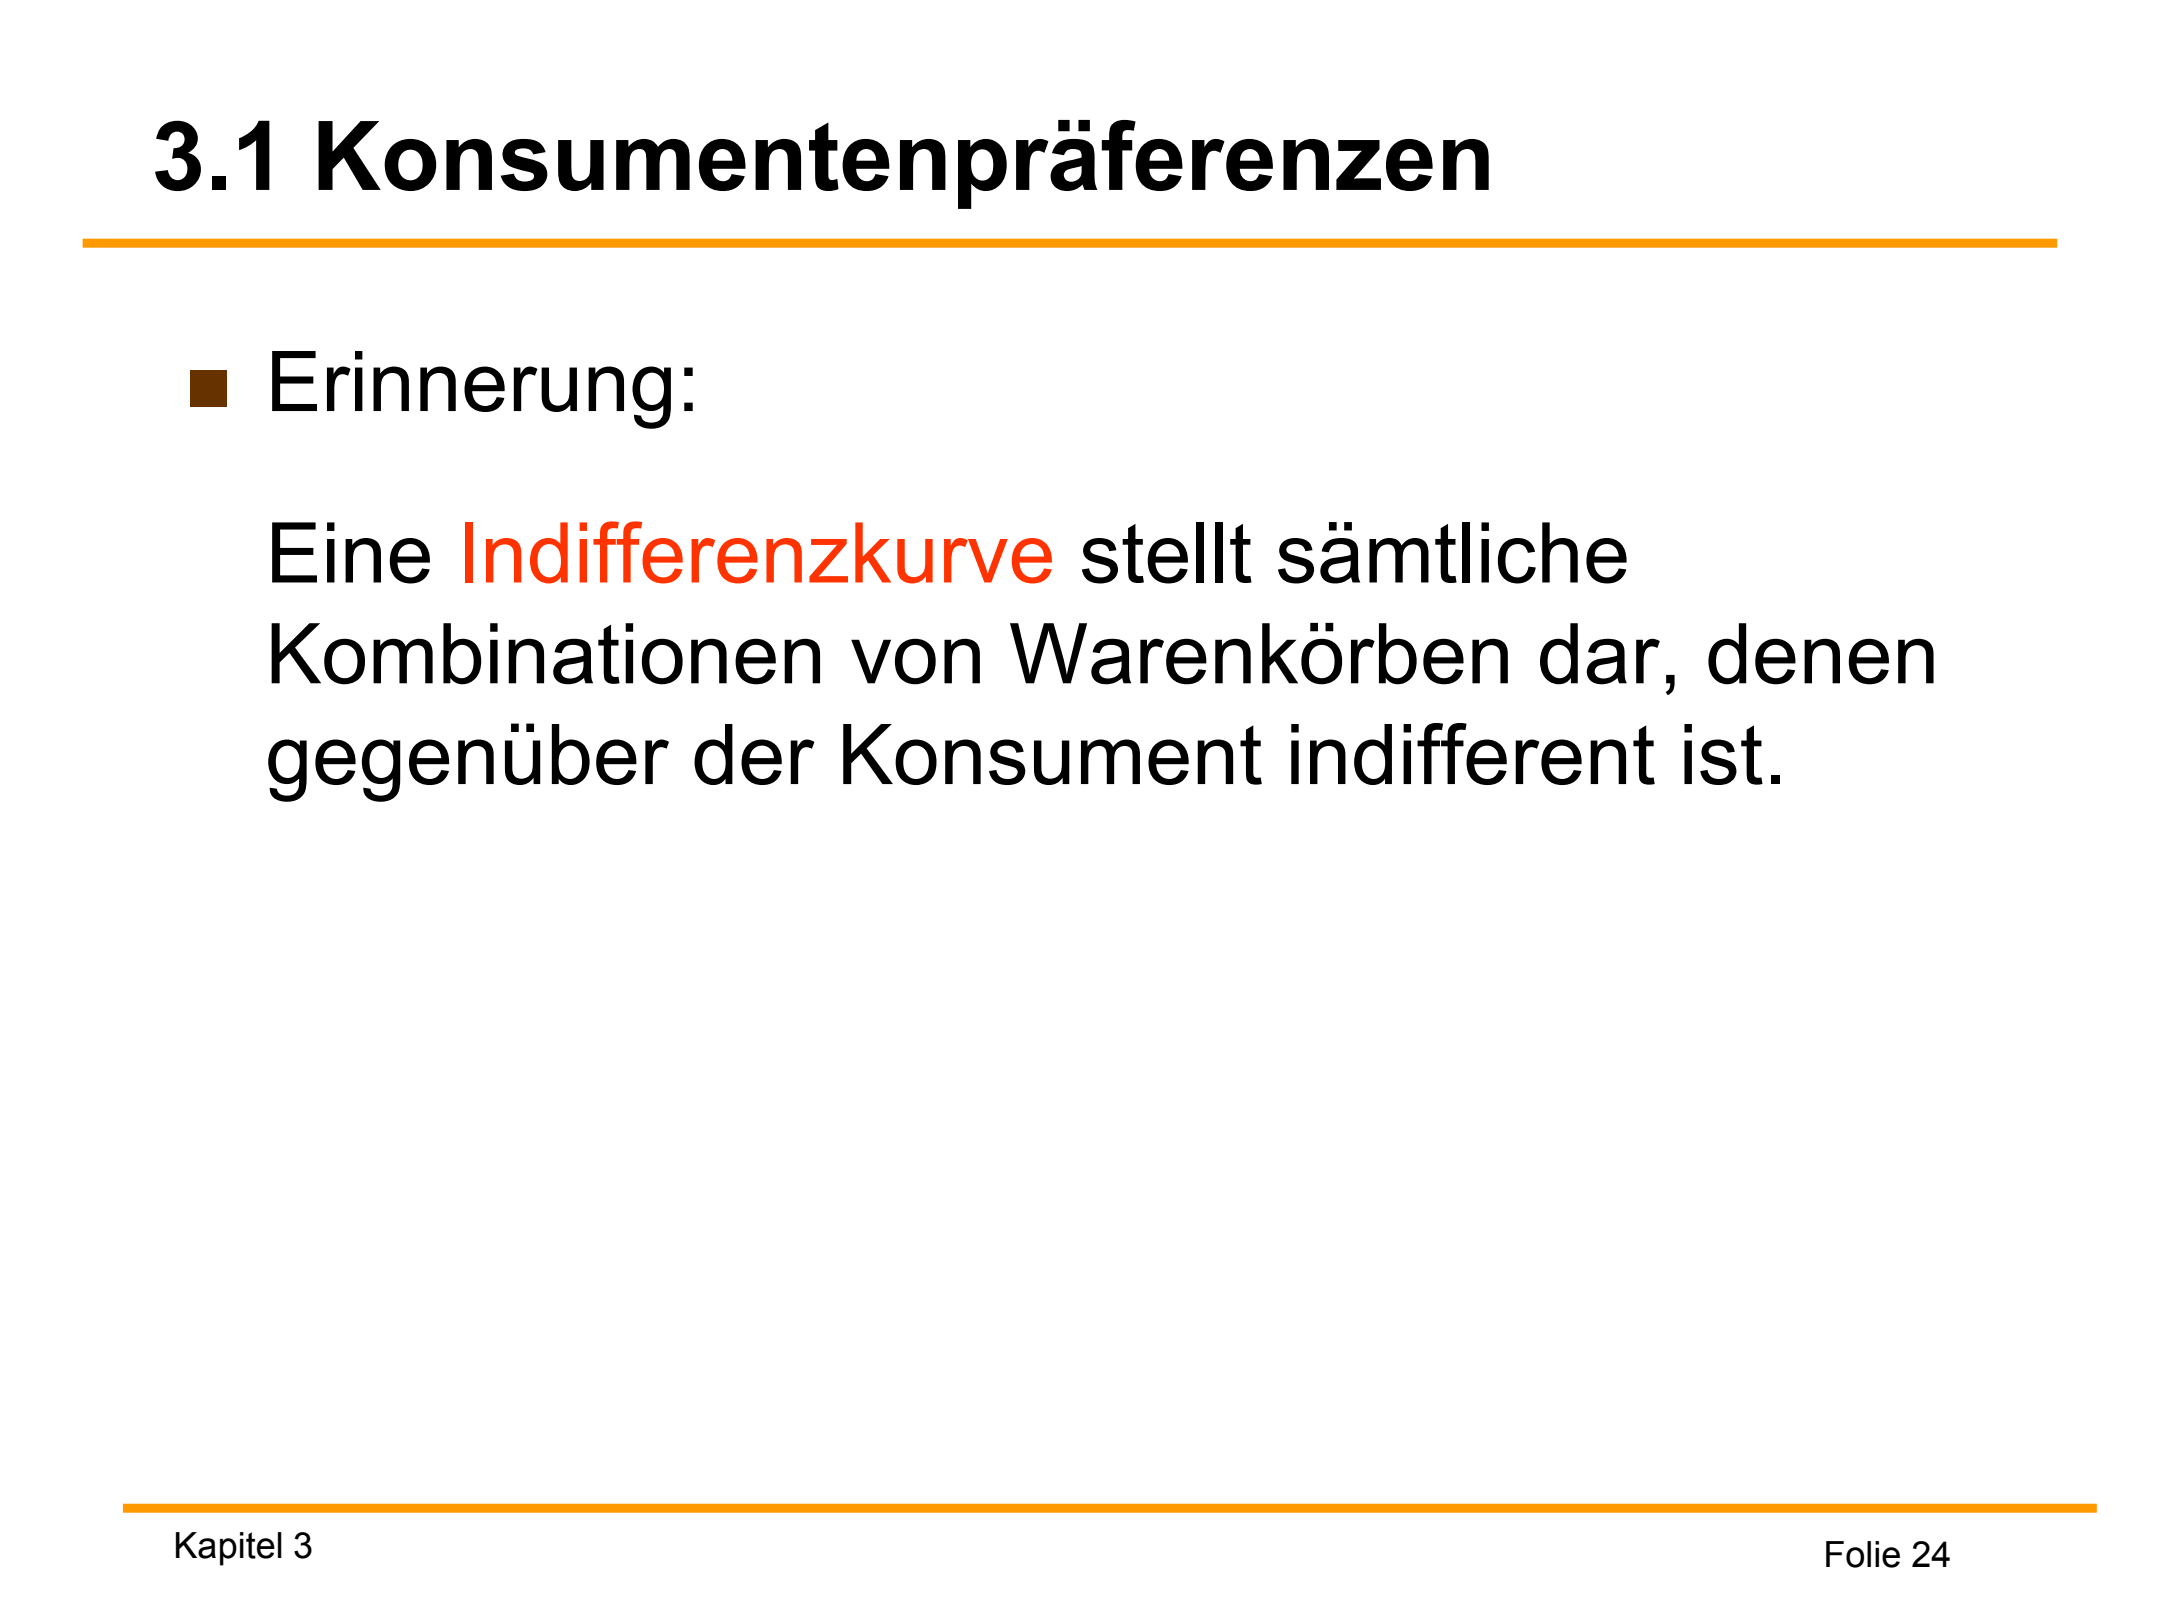 3.1 Konsumentenpräferenzen
Erinnerung:
Eine Indifferenzkurve stellt sämtliche
Kombinationen von Warenkörben dar, denen
gegenüber der Konsument indifferent ist.
Kapitel 3
Folie 24